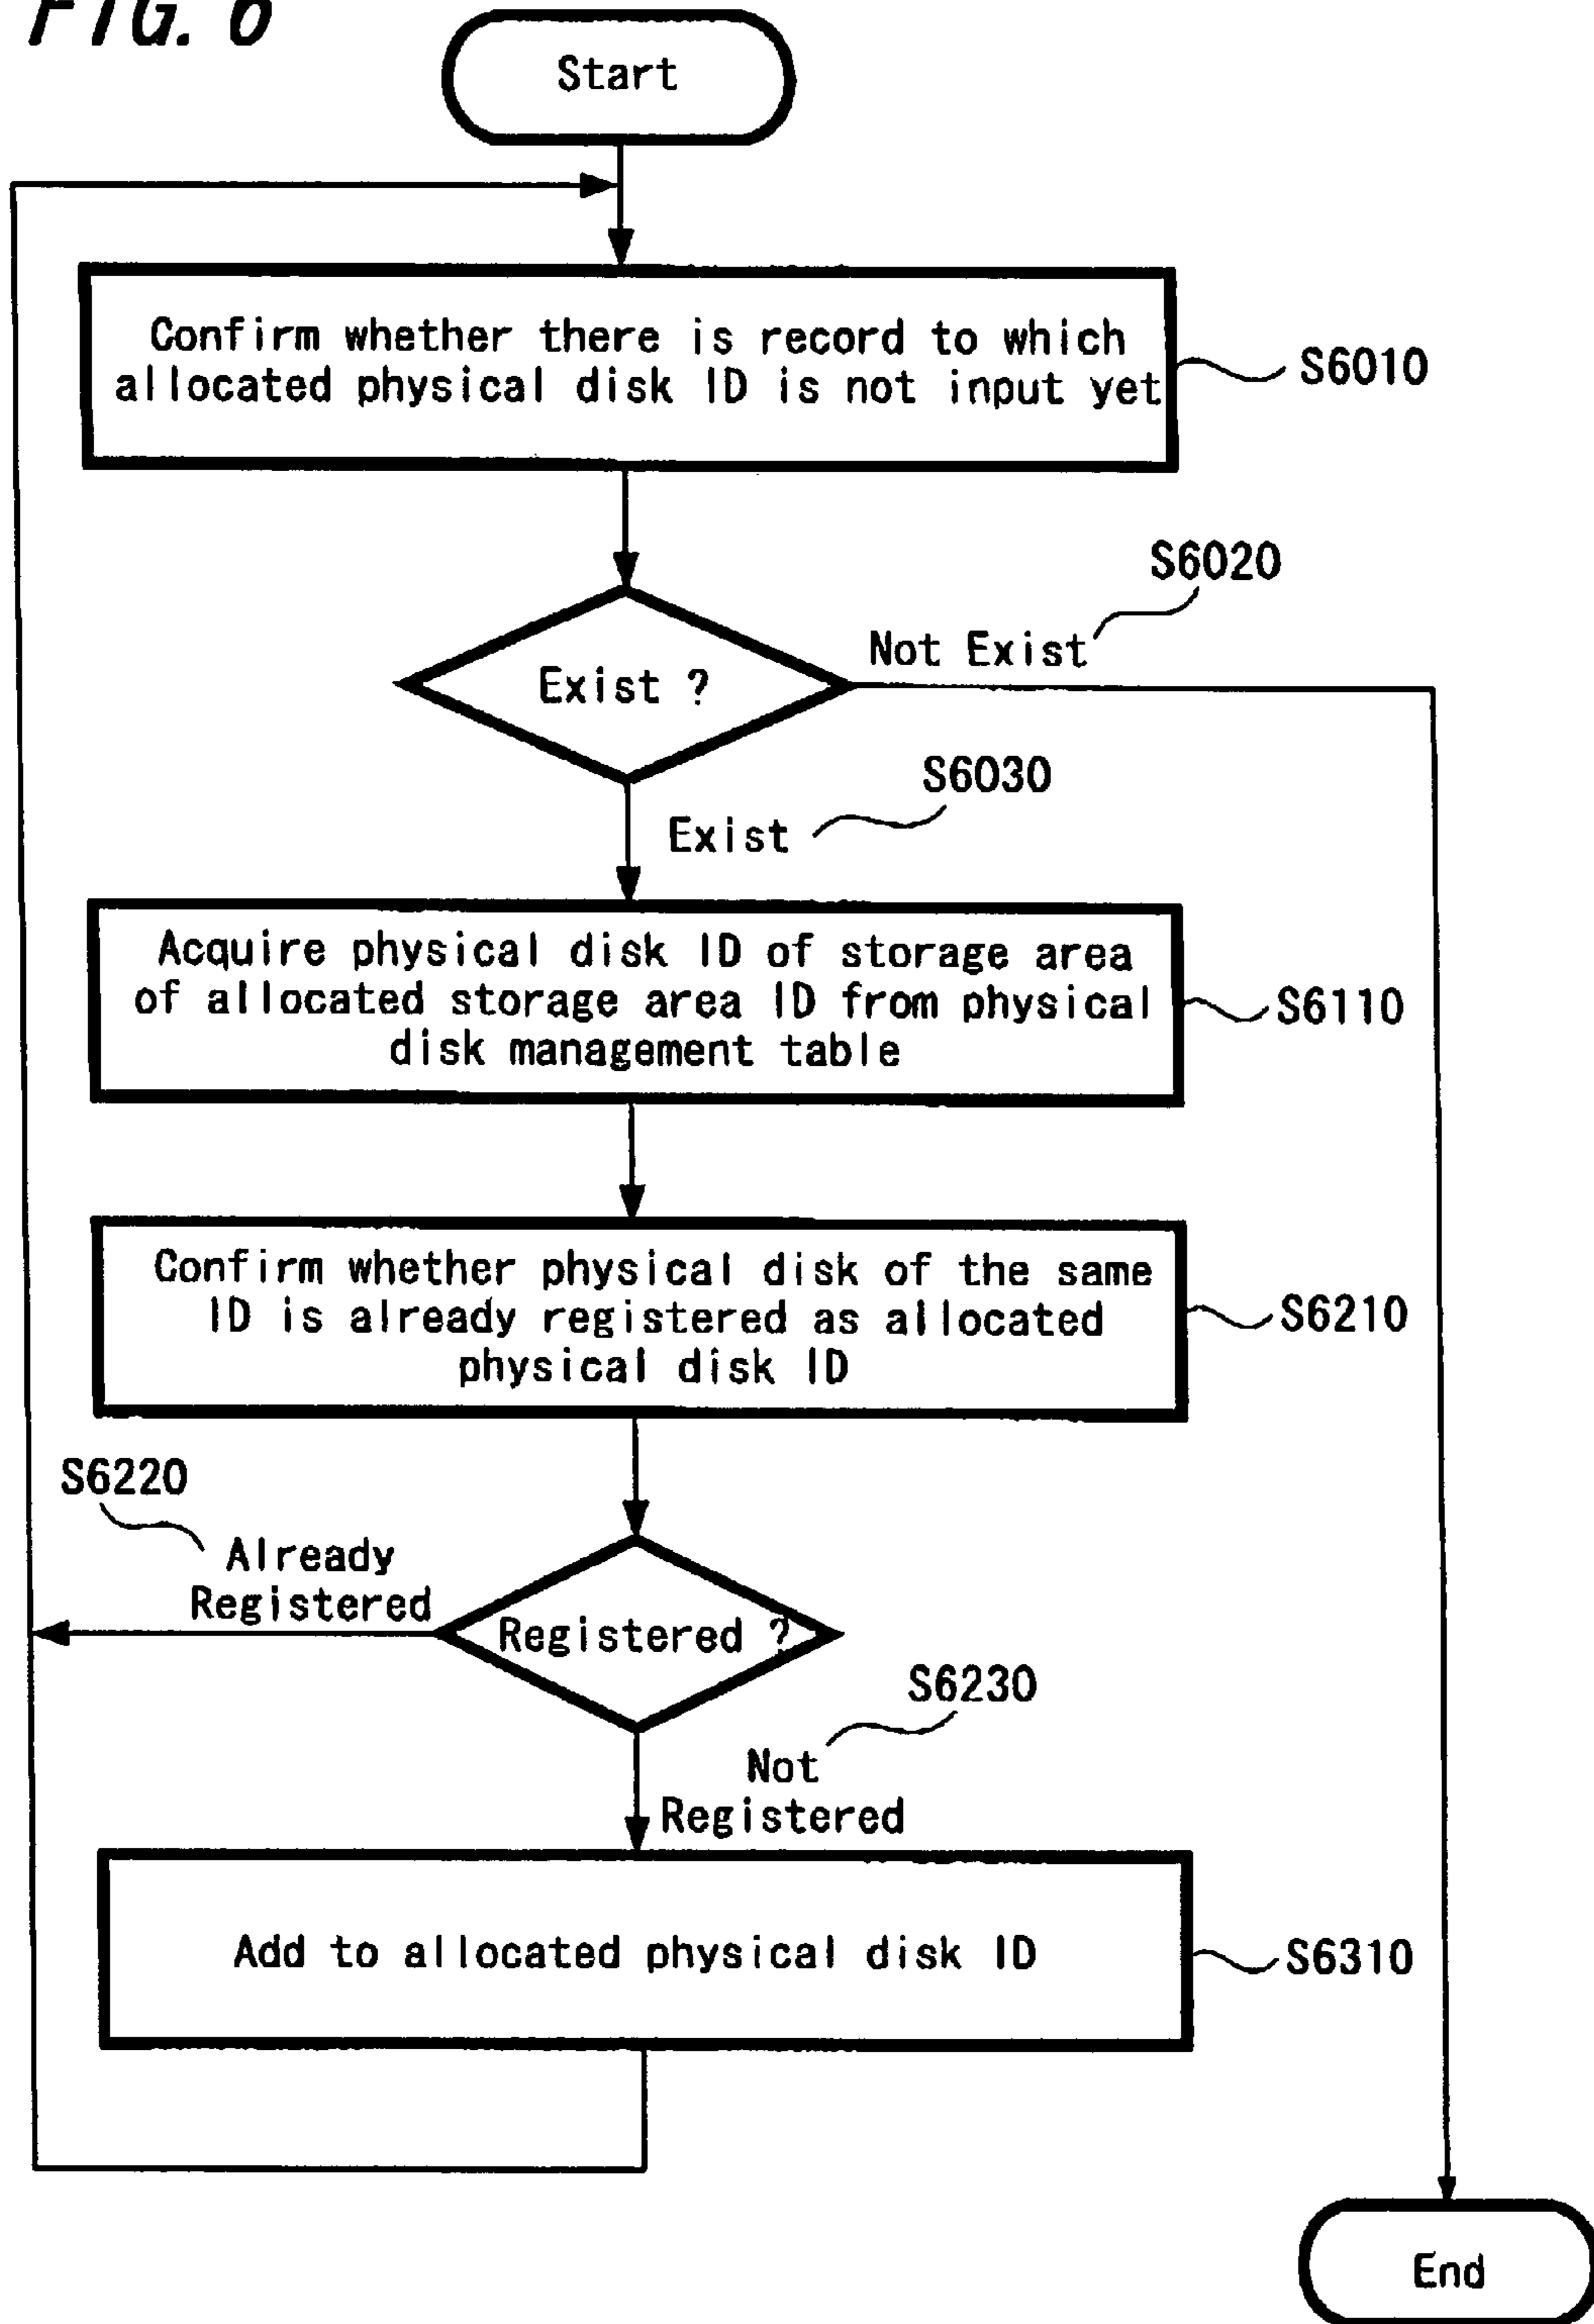 FIG. 6
Start
Confirm whether there is record to which
allocated physical disk ID is not input yet
S6010
S6020
Not Exist
Exist ?
S6030
Exist
Acquire physical disk ID of storage area
of allocated storage area ID from physical
disk management table
S6110
Confirm whether physical disk of the same
ID is already registered as allocated
physical disk ID
S6210
S6220
Already
Registered
Registered ?
S6230
Not
Registered
Add to allocated physical disk ID
S6310
End